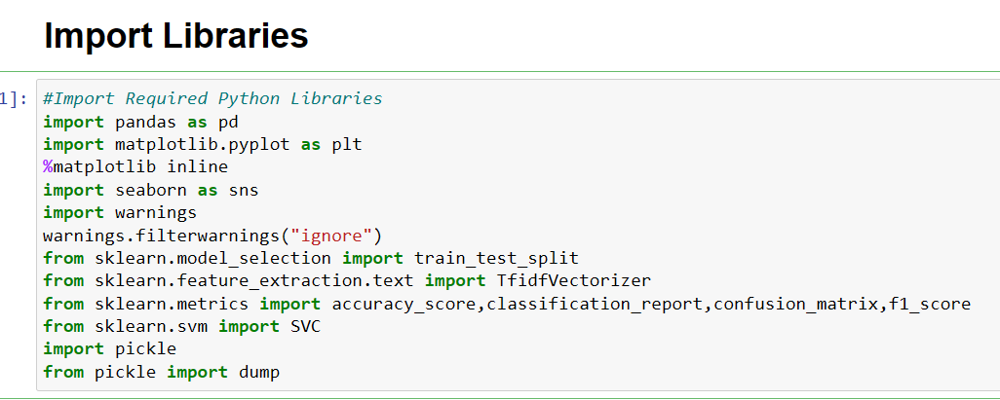 Import Libraries
1]:
#Import Required Python Libraries
import pandas as pd
import matplotlib.pyplot as plt
%matplotlib inline
import seaborn as sns
import warnings
warnings.filterwarnings("ignore")
from sklearn.model_selection import train_test_split
from sklearn.feature_extraction.text import TfidfVectorizer
from sklearn.metrics import accuracy_score,classification_report,confusion_matrix,f1_score
from sklearn.svm import SVC
import pickle
from pickle import dump